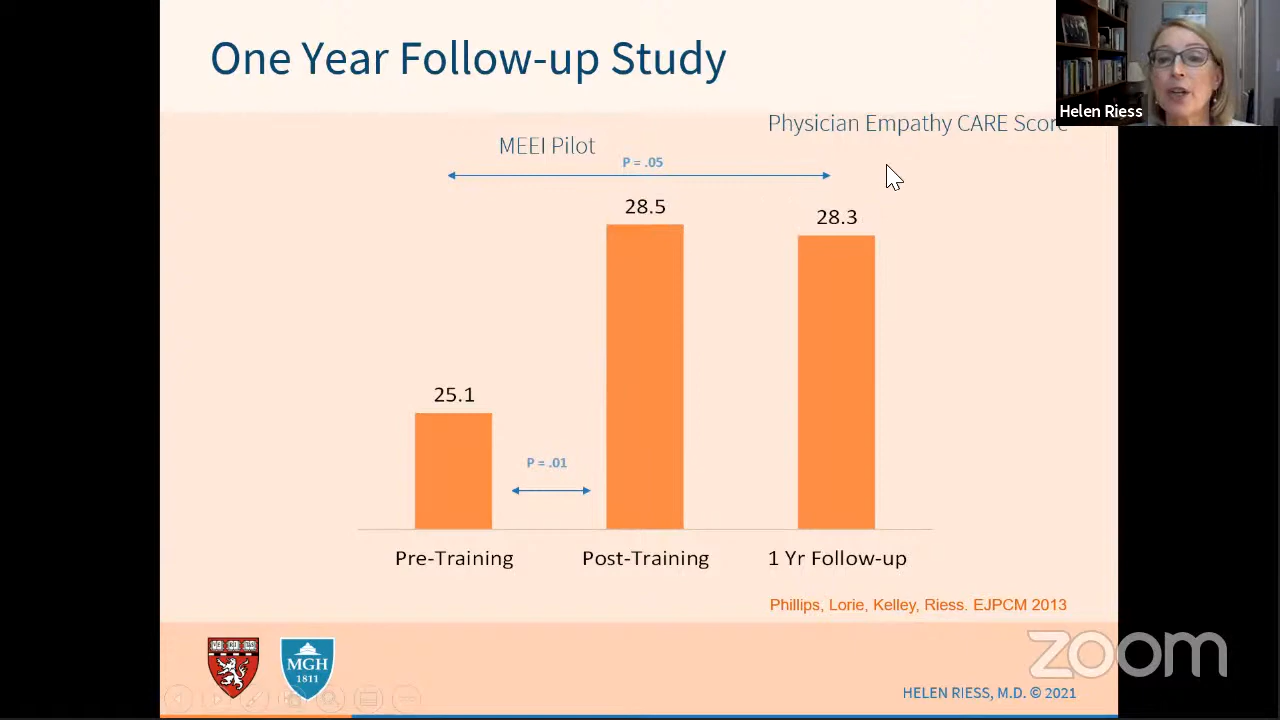 One Year Follow-up Study
Helen Riess
Physician Empathy CARE Score
MEEI Pilot
P = .05
28.5
28.3
25.1
P = .01
Pre-Training
Post-Training
1 Yr Follow-up
Phillips, Lorie, Kelley, Riess. EJPCM 2013
MGH
1811
zoom
HELEN RIESS, M.D. © 2021